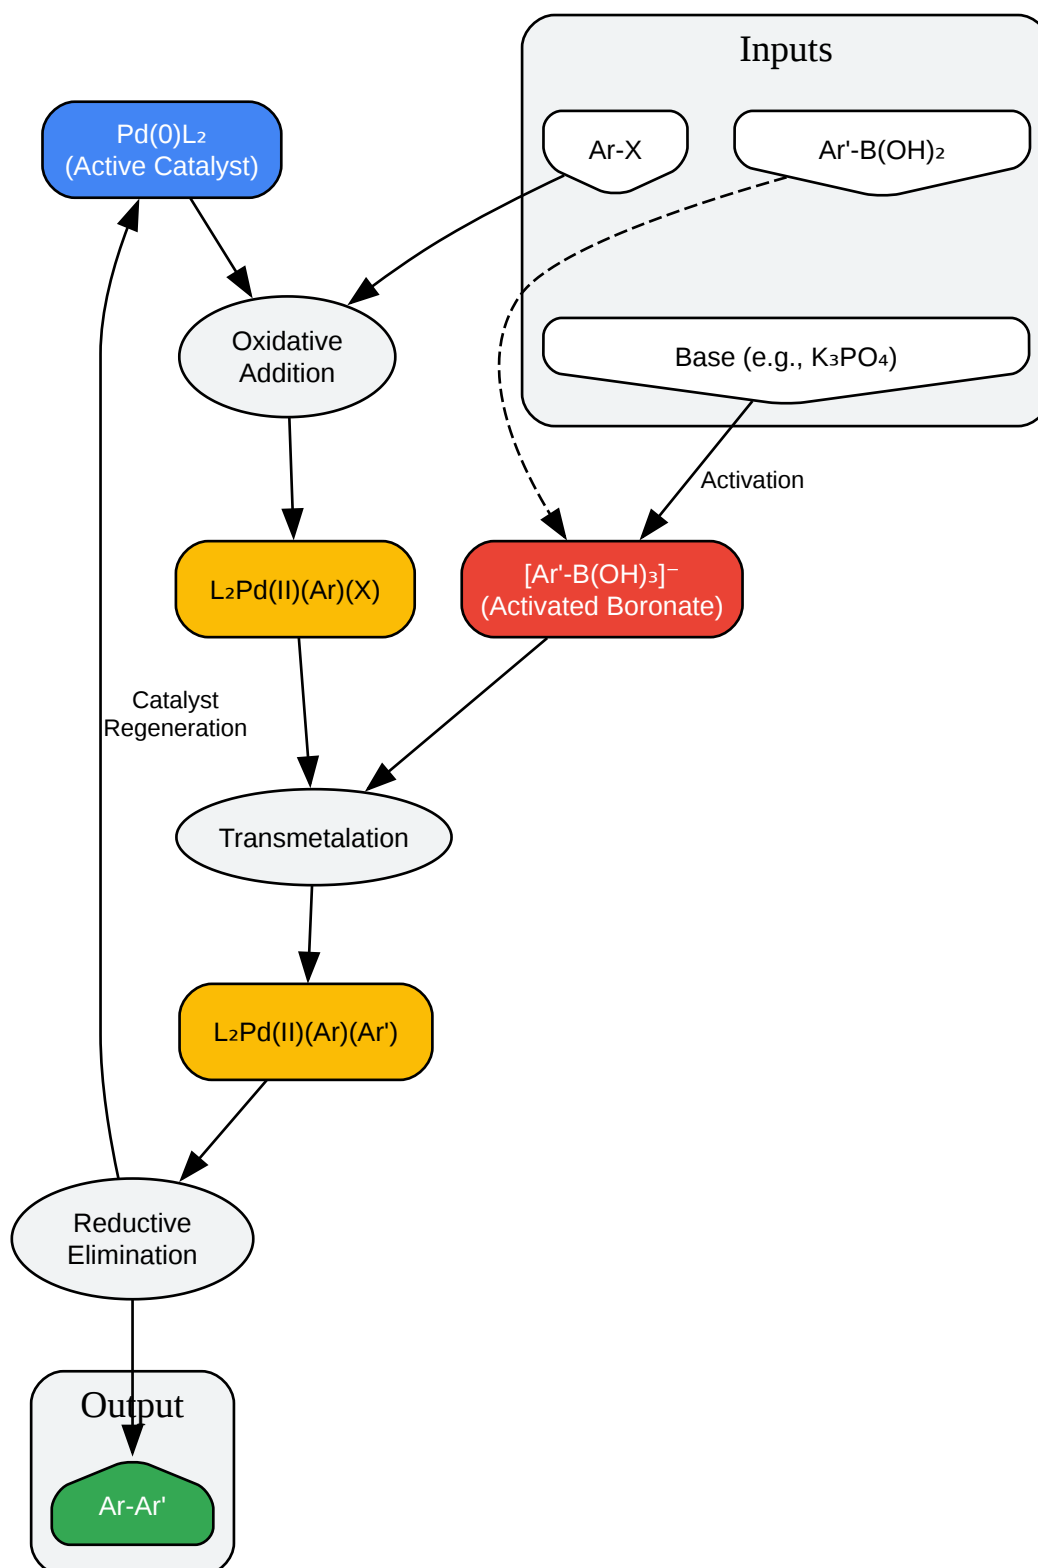 Inputs
Pd(0)L₂
(Active Catalyst)
Ar-X
Ar'-B(OH)₂
Oxidative
Addition
Base (e.g., K₃PO₄)
Activation
L₂Pd(II)(Ar)(X)
[Ar'-B(OH)₃]⁻
(Activated Boronate)
Catalyst
Regeneration
Transmetalation
L₂Pd(II)(Ar)(Ar')
Reductive
Elimination
Output
Ar-Ar'